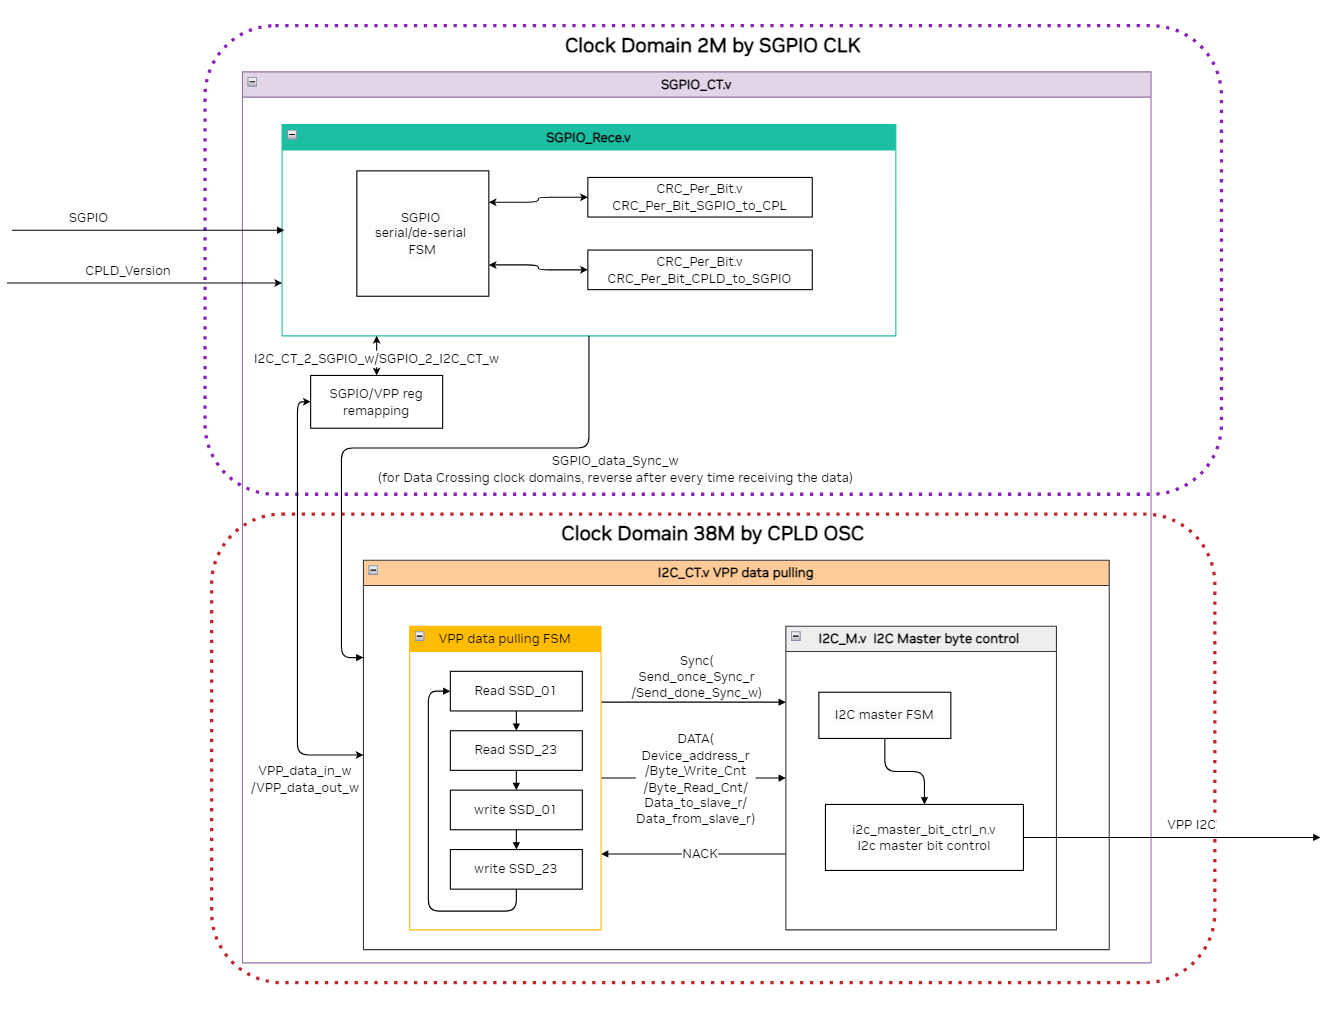 Clock Domain 2M by SGPIO CLK
SGPIO_CT.v
SGPIO_Rece.v
SGPIO
serial/de-serial
FSM
CRC_Per_Bit.v
CRC_Per_Bit_SGPIO_to_CPL
CRC_Per_Bit.v
CRC_Per_Bit_CPLD_to_SGPIO
SGPIO
CPLD_Version
I2C_CT_2_SGPIO_w/SGPIO_2_I2C_CT_w
SGPIO/VPP reg
remapping
SGPIO_data_Sync_w
(for Data Crossing clock domains, reverse after every time receiving the data)
Clock Domain 38M by CPLD OSC
I2C_CT.v VPP data pulling
VPP data pulling FSM
Read SSD_01
Read SSD_23
write SSD_01
write SSD_23
Sync(
Send_once_Sync_r
/Send_done_Sync_w)
DATA(
Device_address_r
/Byte_Write_Cnt
/Byte_Read_Cnt/
Data_to_slave_r/
Data_from_slave_r)
NACK
I2C_M.v I2C Master byte control
I2C master FSM
i2c_master_bit_ctrl_n.v
I2c master bit control
VPP_data_in_w
/VPP_data_out_w
VPP I2C